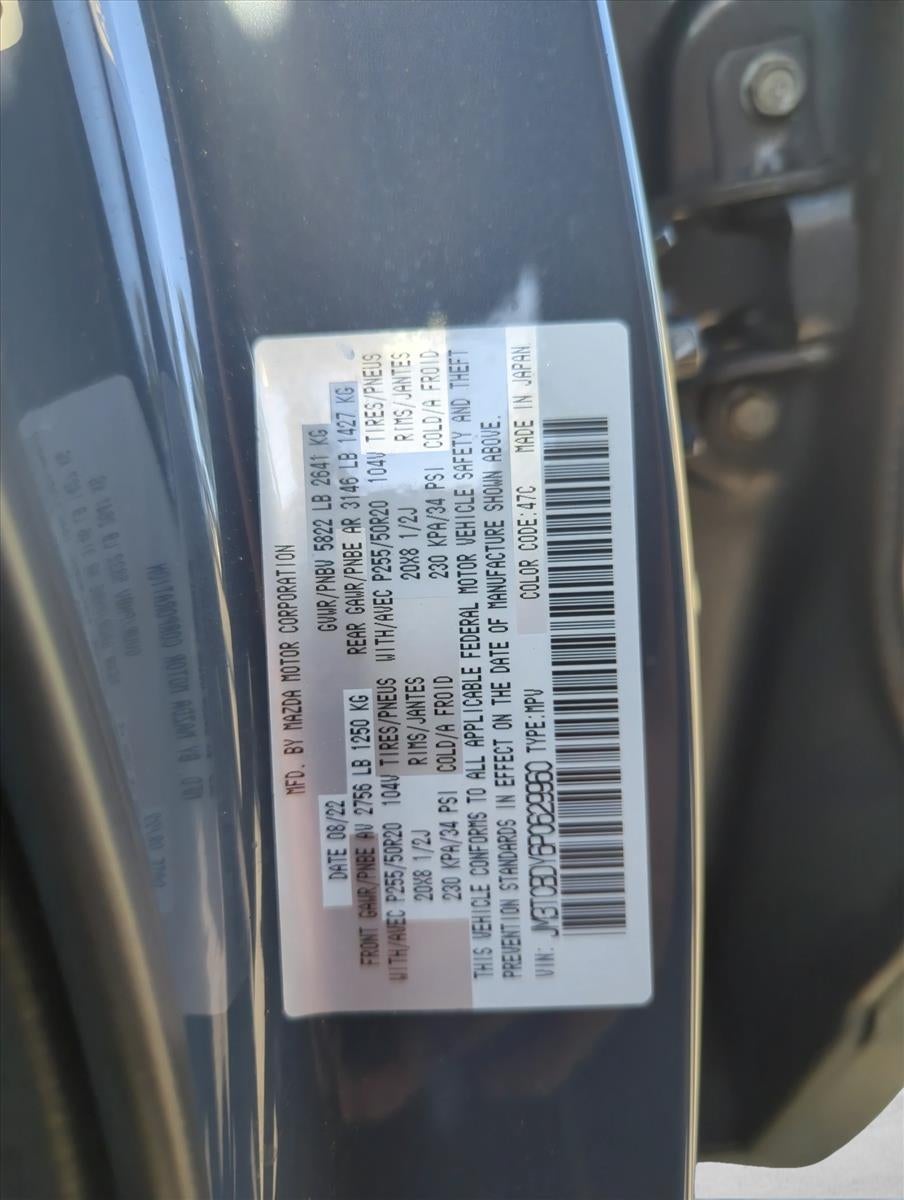 MFD. BY MAZDA MOTOR CORPORATION
DATE 08/22 GVWR/PNBV 5822 LB 2641 KG
FRONT GAWR/PNBE AV 2756 LB 1250 KG REAR GAWR/PNBE AR 3146 LB 1427 KG
WITH/AVEC P255/50R20 104V TIRES/PNEUS WITH/AVEC P255/50R20 104V TIRES/PNEUS
20X8 1/2J RIMS/JANTES 20X8 1/2J RIMS/JANTES
230 KPA/34 PSI COLD/A FROID 230 KPA/34 PSI COLD/A FROID
THIS VEHICLE CONFORMS TO ALL APPLICABLE FEDERAL MOTOR VEHICLE SAFETY AND THEFT
PREVENTION STANDARDS IN EFFECT ON THE DATE OF MANUFACTURE SHOWN ABOVE.
VIN: JM3TCBDY6P0629960 TYPE:MPV COLOR CODE:47C MADE IN JAPAN